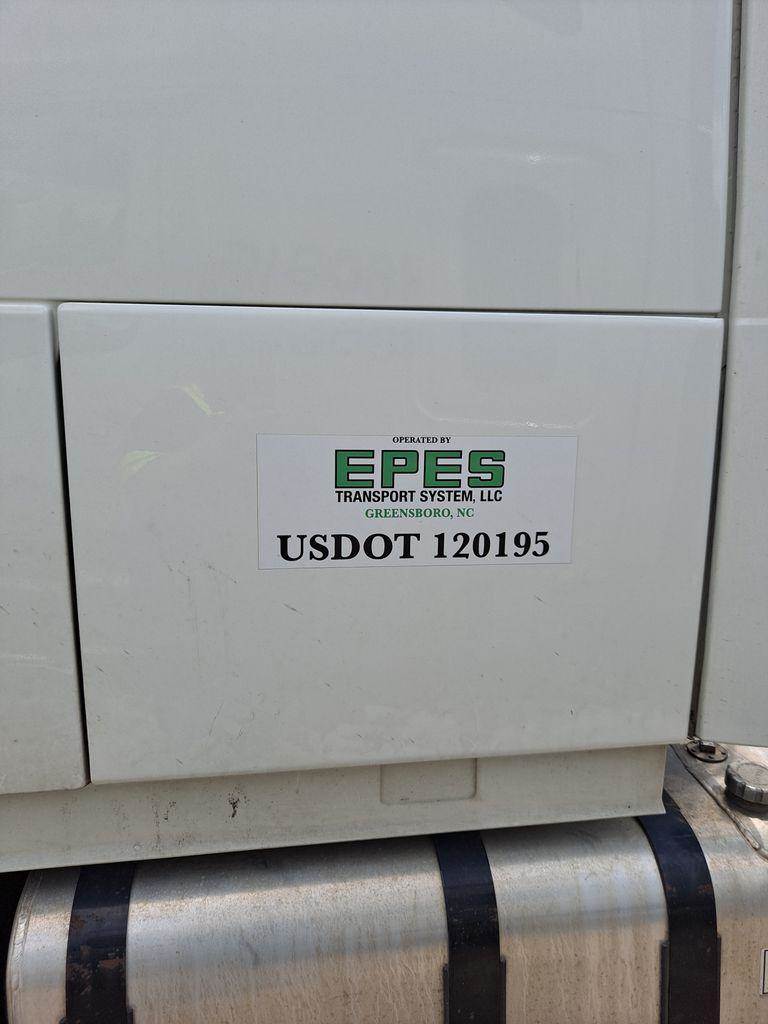 OPERATED BY
EPES
TRANSPORT SYSTEM, LLC
GREENSBORO, NC
USDOT 120195